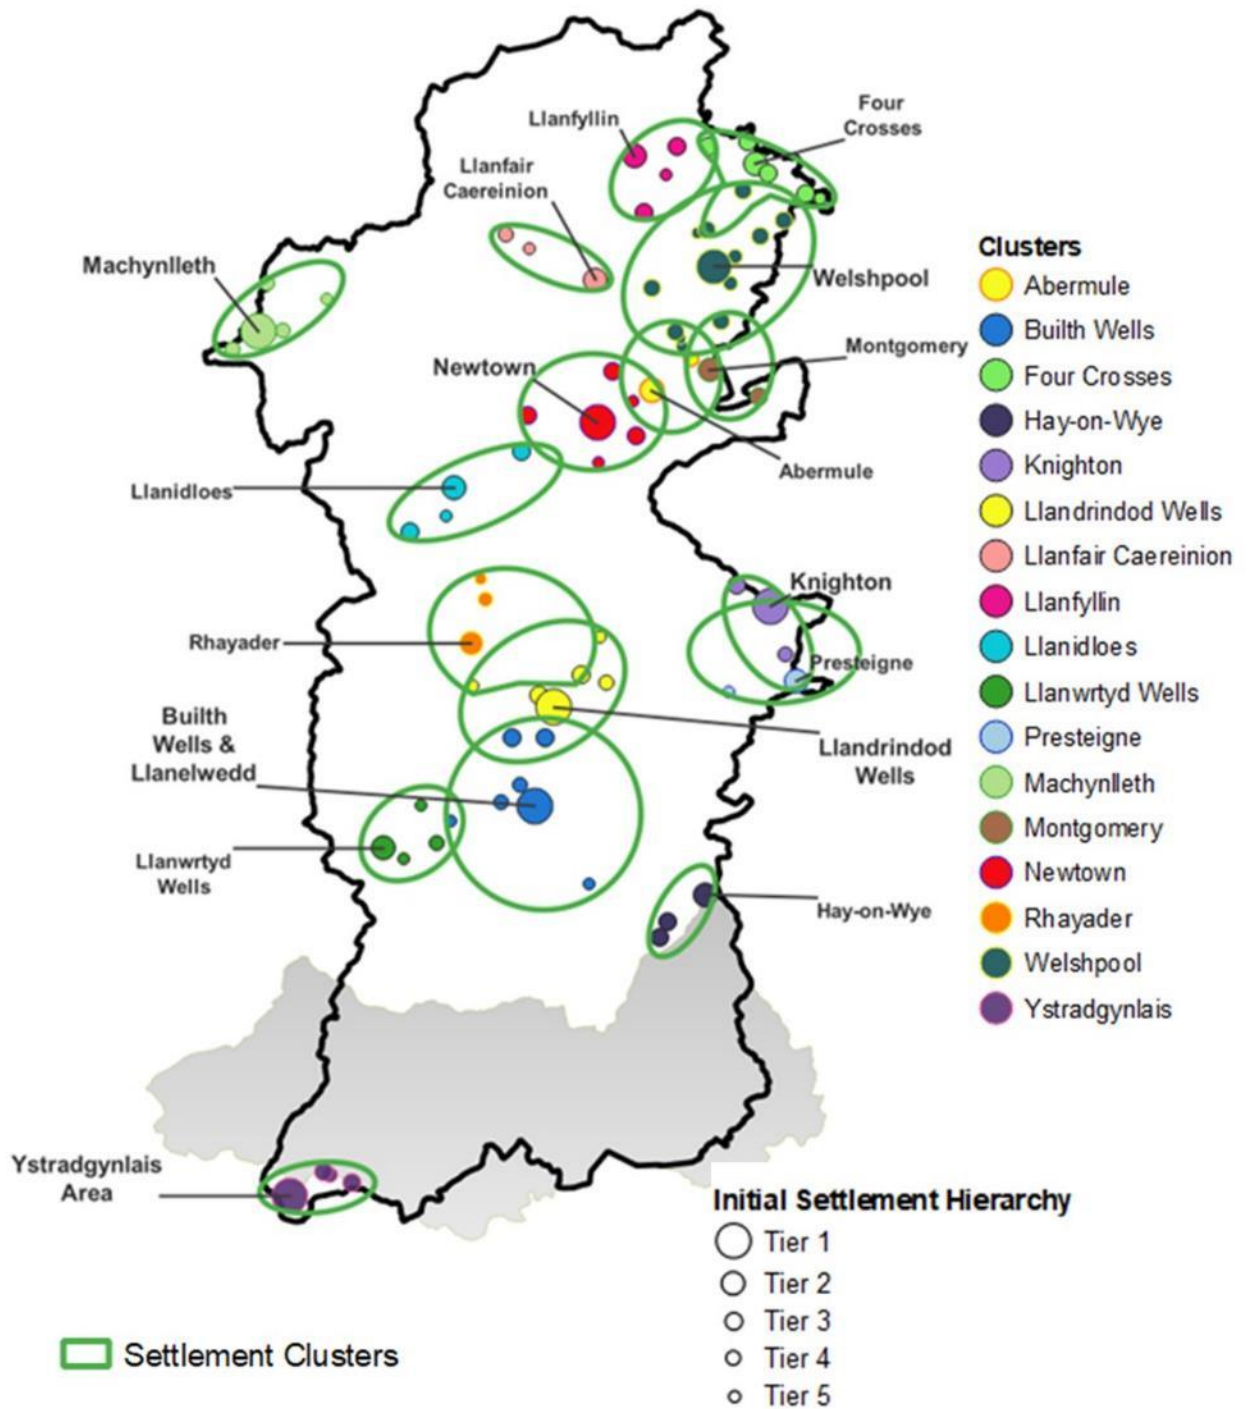 Four
Crosses
Llanfyllin
Llanfair
Caereinion
Machynlleth
Welshpool
Montgomery
Newtown
Abermule
Llanidloes
Knighton
Rhayader
Presteigne
Builth
Wells &
Llanelwedd
Llandrindod
Wells
Llanwrtyd
Wells
Hay-on-Wye
Ystradgynlais
Area
Clusters
Abermule
Builth Wells
Four Crosses
Hay-on-Wye
Knighton
Llandrindod Wells
Llanfair Caereinion
Llanfyllin
Llanidloes
Llanwrtyd Wells
Presteigne
Machynlleth
Montgomery
Newtown
Rhayader
Welshpool
Ystradgynlais
Initial Settlement Hierarchy
Tier 1
Tier 2
Tier 3
Tier 4
Tier 5
Settlement Clusters